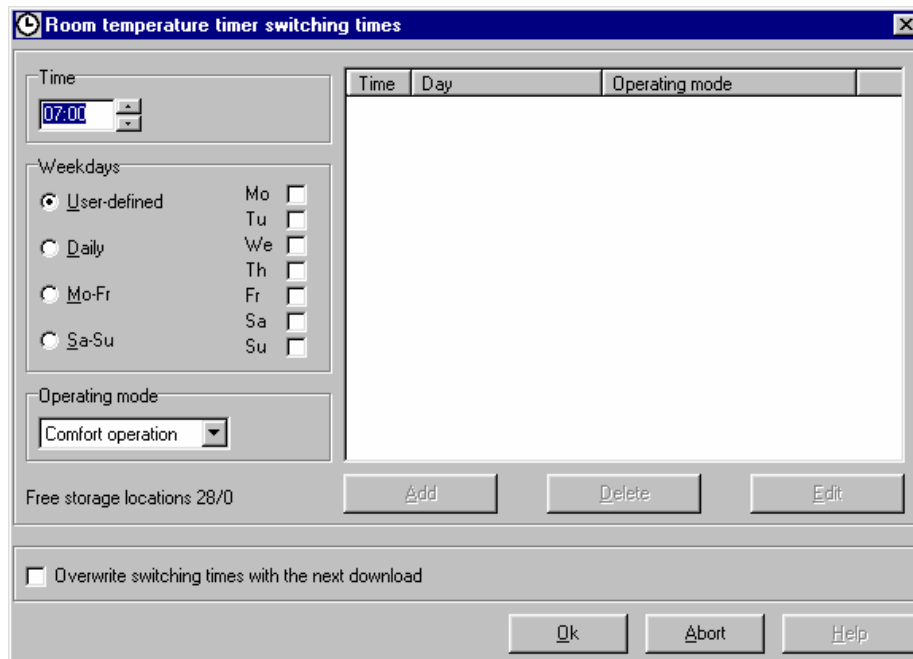 Room temperature timer switching times
Time
07:00
Weekdays
User-defined
Daily
Mo-Fr
Sa-Su
Mo
Tu
We
Th
Fr
Sa
Su
Operating mode
Comfort operation
Free storage locations 28/0
Time Day Operating mode
Add Delete Edit
Overwrite switching times with the next download
Ok Abort Help